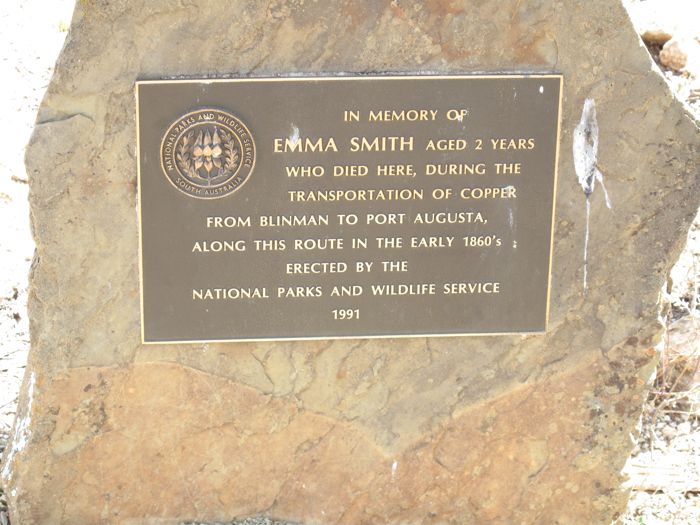 NATIONAL PARKS AND WILDLIFE SERVICE
SOUTH AUSTRALIA
IN MEMORY OF
EMMA SMITH AGED 2 YEARS
WHO DIED HERE, DURING THE
TRANSPORTATION OF COPPER
FROM BLINMAN TO PORT AUGUSTA,
ALONG THIS ROUTE IN THE EARLY 1860's
ERECTED BY THE
NATIONAL PARKS AND WILDLIFE SERVICE
1991